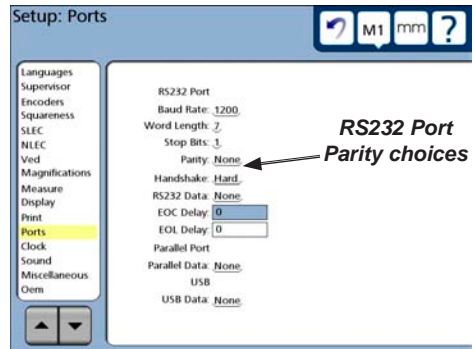 Setup: Ports
M1 mm ?
Languages
Supervisor
Encoders
Squareness
SLEC
NLEC
Ved
Magnifications
Measure
Display
Print
Ports
Clock
Sound
Miscellaneous
Oem
RS232 Port
Baud Rate: 1200
Word Length: 7
Stop Bits: 1
Parity: None
Handshake: Hard
RS232 Data: None
EOC Delay: 0
EOL Delay: 0
Parallel Port
Parallel Data: None
USB
USB Data: None
RS232 Port
Parity choices